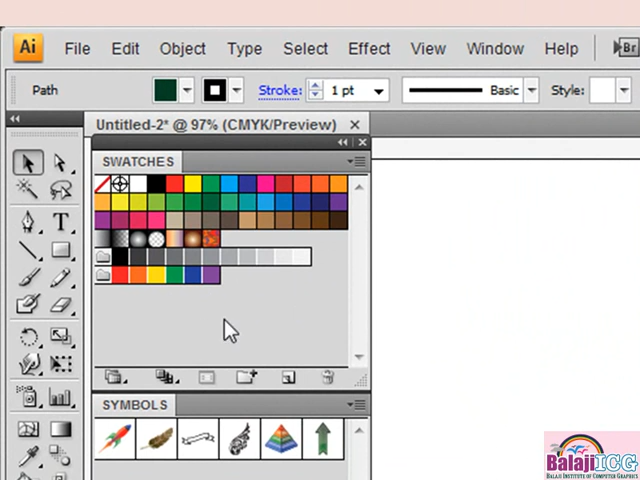 Ai File Edit Object Type Select Effect View Window Help Br
Path Stroke: 1 pt Basic Style:
Untitled-2* @ 97% (CMYK/Preview)
SWATCHES
T
SYMBOLS
BalajiICG
BALAJI INSTITUTE OF COMPUTER GRAPHICS